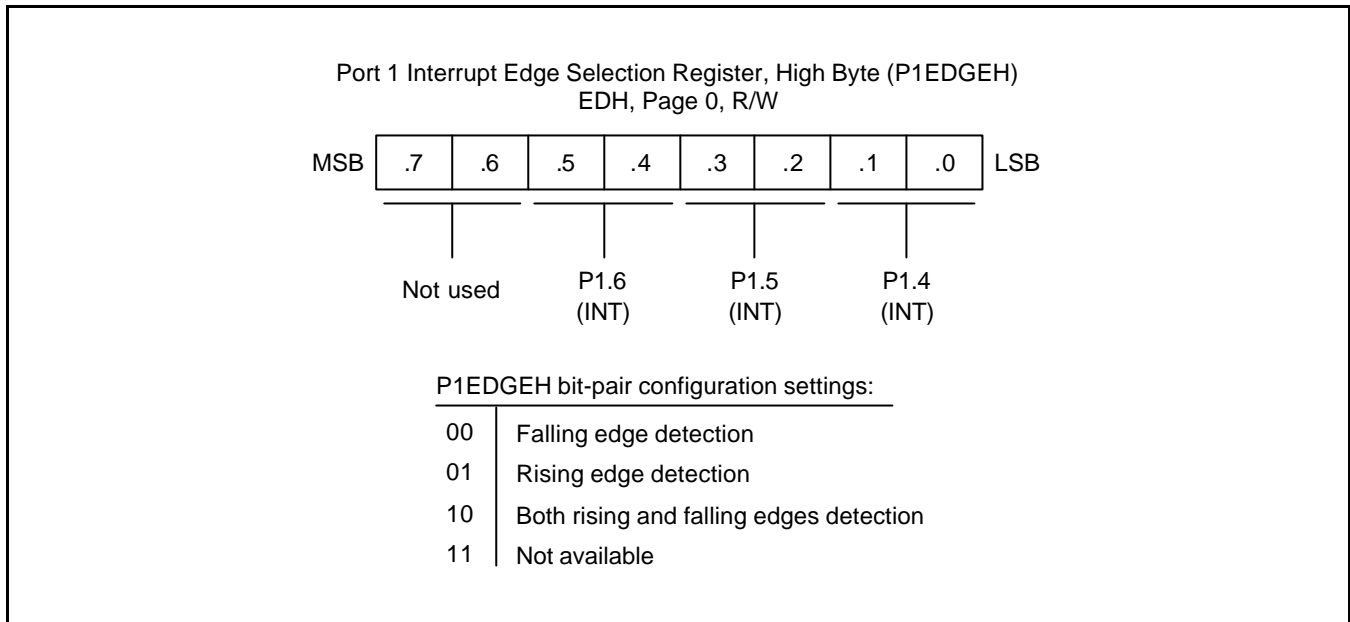 Port 1 Interrupt Edge Selection Register, High Byte (P1EDGEH)
EDH, Page 0, R/W
MSB .7 .6 .5 .4 .3 .2 .1 .0 LSB
Not used P1.6 P1.5 P1.4
(INT) (INT) (INT)
P1EDGEH bit-pair configuration settings:
00 Falling edge detection
01 Rising edge detection
10 Both rising and falling edges detection
11 Not available